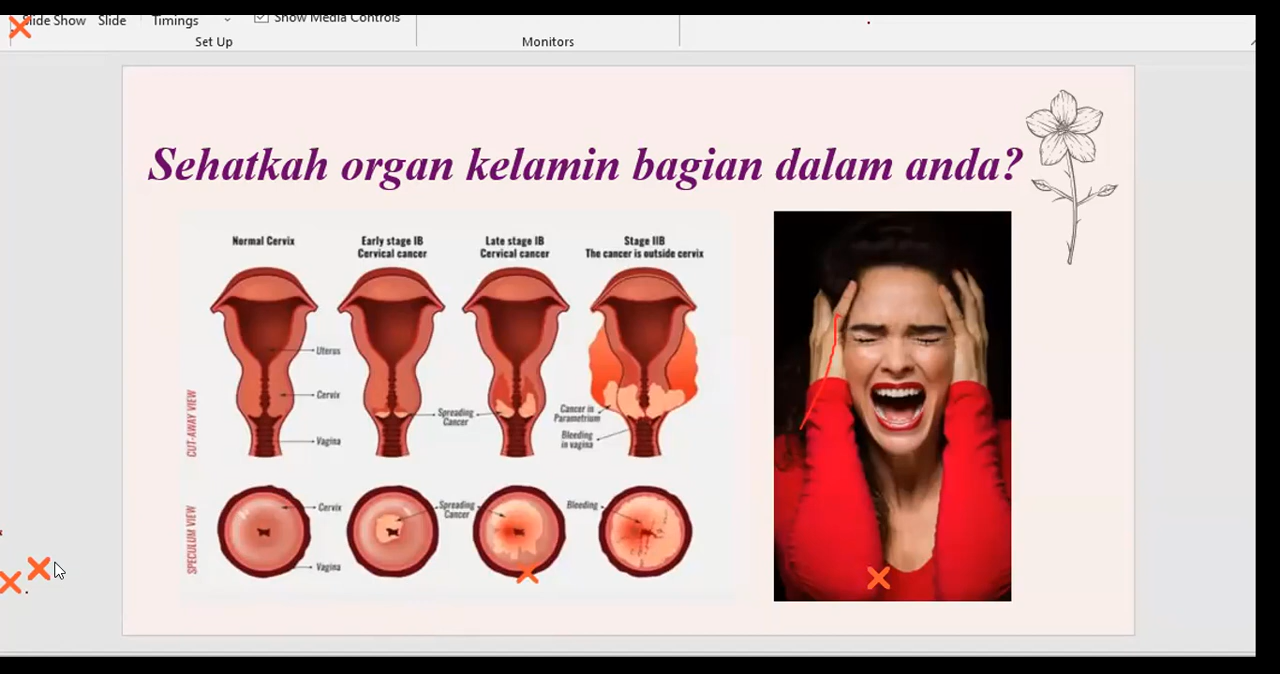 Slide Show Slide Timings Show Media Controls
Set Up Monitors
Sehatkah organ kelamin bagian dalam anda?
Normal Cervix
Early stage IB
Cervical cancer
Late stage IB
Cervical cancer
Stage IIB
The cancer is outside cervix
Uterus
Cervix
Vagina
Spreading
Cancer
Cancer in
Parametrium
Bleeding
in vagina
CUT-AWAY VIEW
Cervix
Vagina
Spreading
Cancer
Bleeding
SPECULUM VIEW